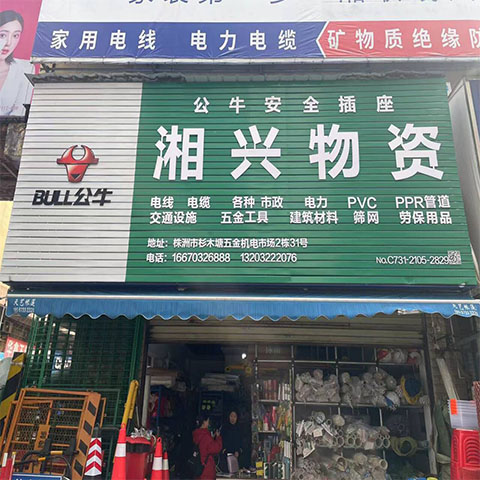 家用电线 电力电缆 矿物质绝缘防
公牛安全插座
湘兴物资
BULL公牛
电线 电缆 各种 市政 电力 PVC PPR管道
交通设施 五金工具 建筑材料 筛网 劳保用品
地址：株洲市杉木塘五金机电市场2栋31号
电话：16670326888 13203222076
No.C731-2105-2829